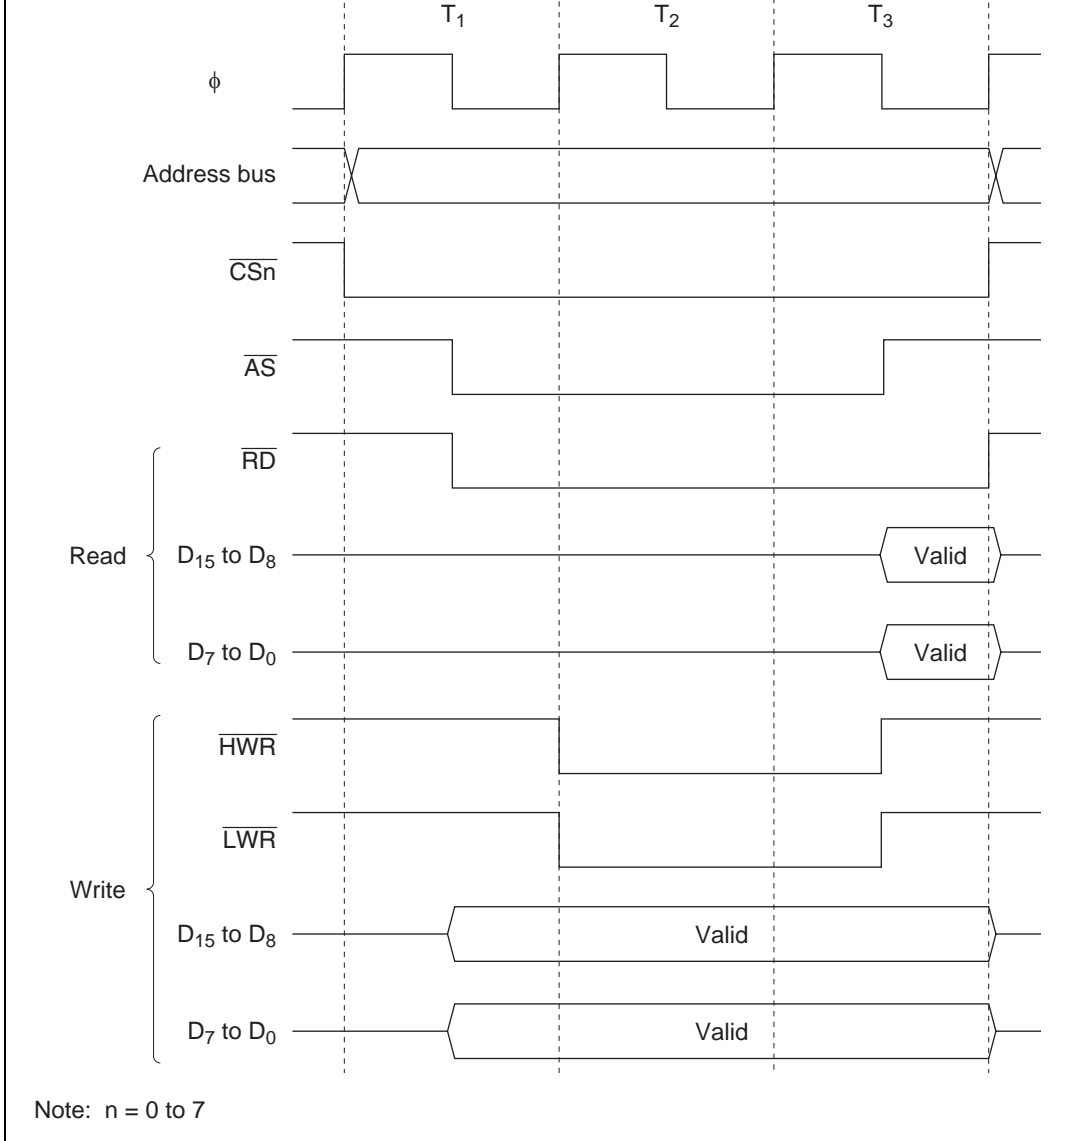 T1 T2 T3
ϕ
Address bus
CSn
AS
RD
Read D15 to D8 Valid
D7 to D0 Valid
HWR
LWR
Write
D15 to D8 Valid
D7 to D0 Valid
Note: n = 0 to 7